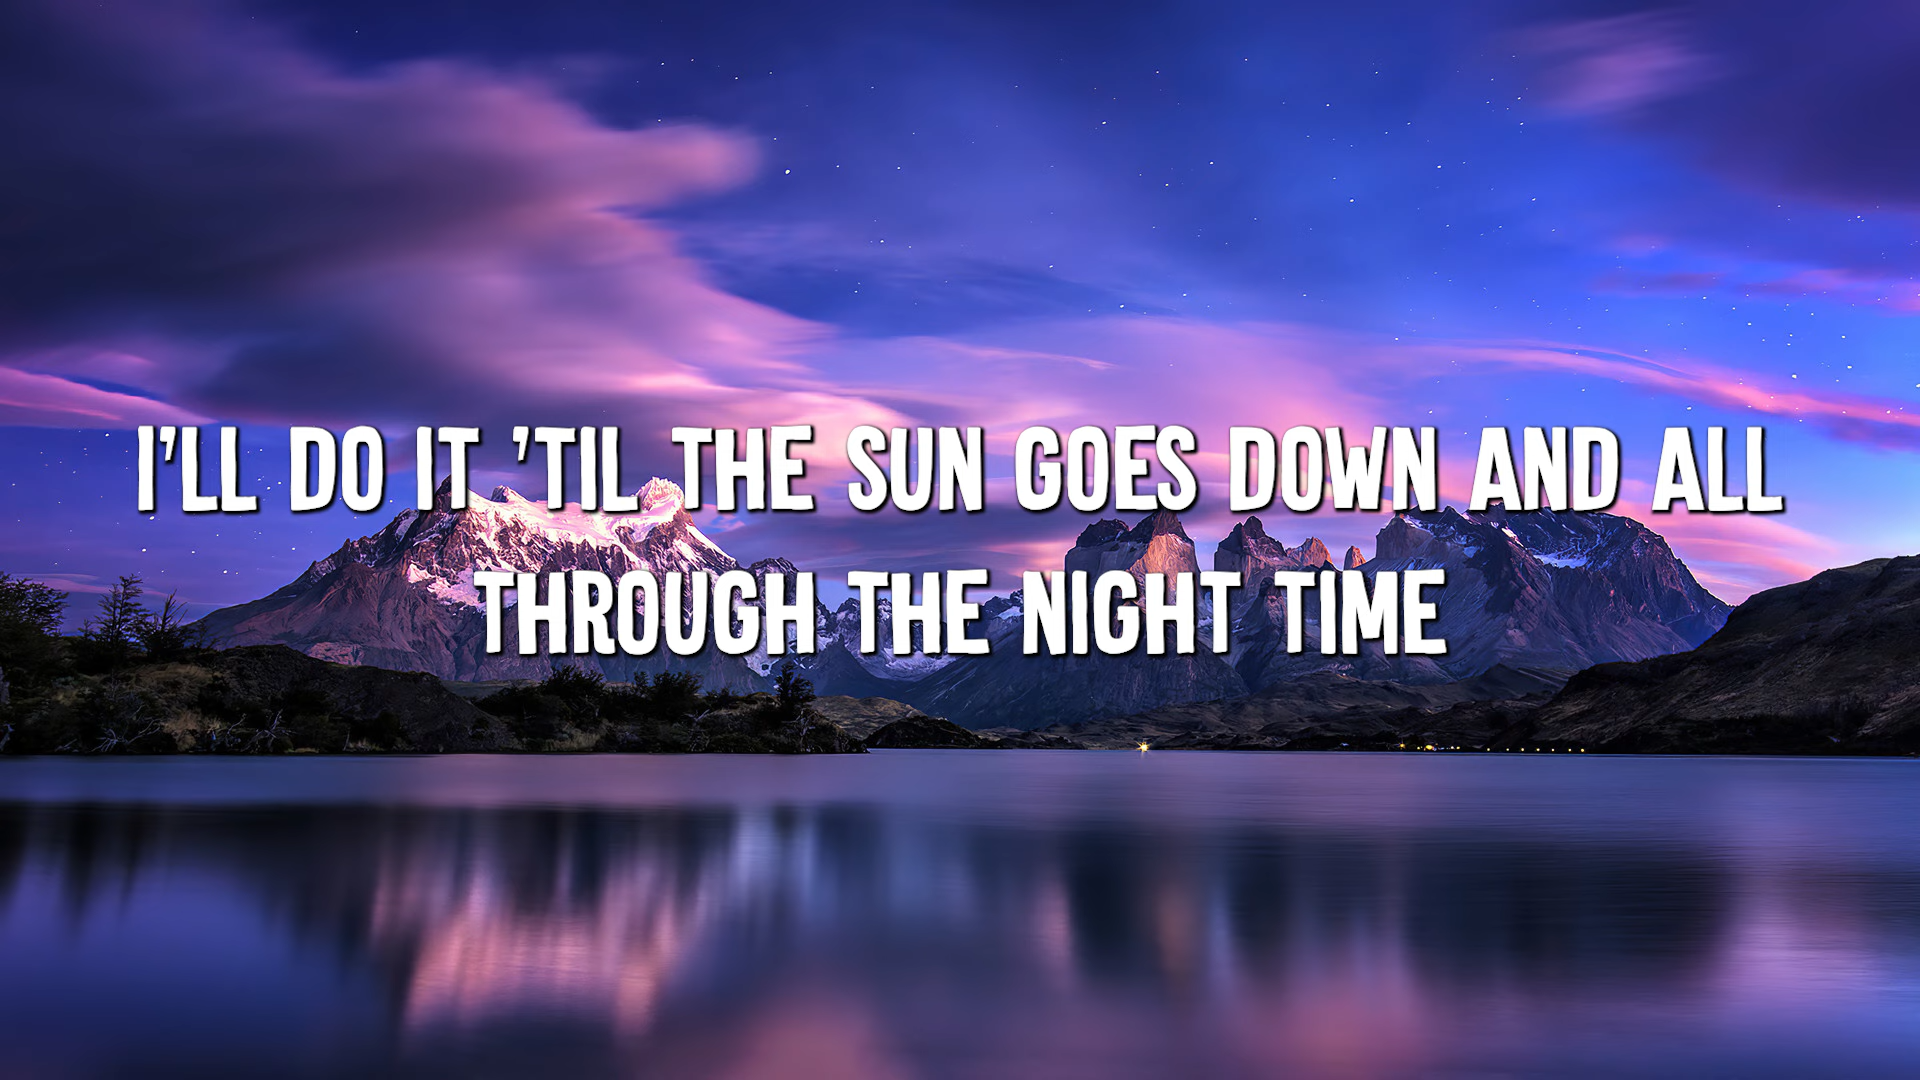 I'LL DO IT 'TIL THE SUN GOES DOWN AND ALL
THROUGH THE NIGHT TIME